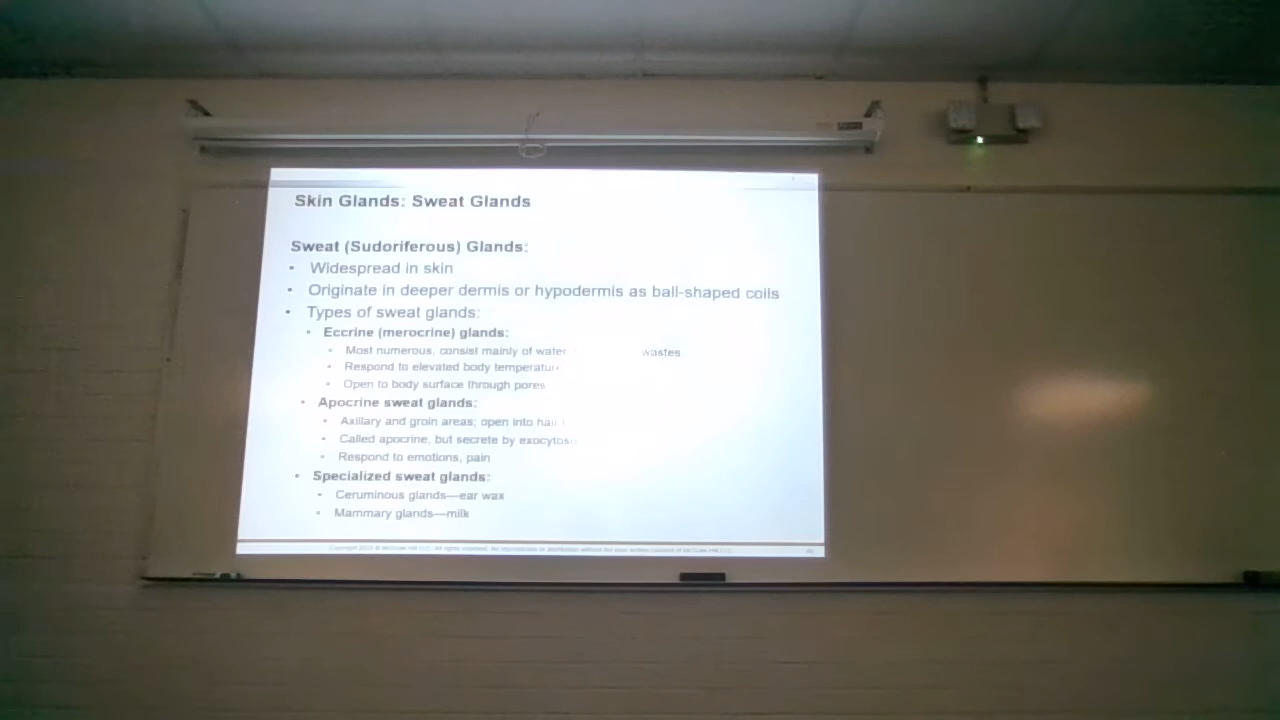 Skin Glands: Sweat Glands
Sweat (Sudoriferous) Glands:
• Widespread in skin
• Originate in deeper dermis or hypodermis as ball-shaped coils
• Types of sweat glands:
• Eccrine (merocrine) glands:
• Most numerous, consist mainly of water wastes
• Respond to elevated body
• Open to body surface through pores
• Apocrine sweat glands:
• Axillary and groin areas; open into
• Called apocrine, but secrete by
• Respond to emotions, pain
• Specialized sweat glands:
• Ceruminous glands—ear wax
• Mammary glands—milk